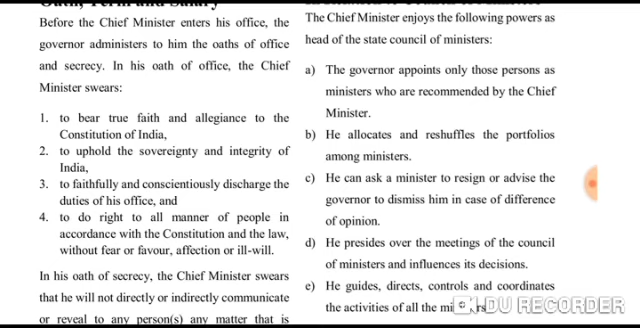 Oath, Term and Salary
Before the Chief Minister enters his office, the
governor administers to him the oaths of office
and secrecy. In his oath of office, the Chief
Minister swears:
1. to bear true faith and allegiance to the
Constitution of India,
2. to uphold the sovereignty and integrity of
India,
3. to faithfully and conscientiously discharge the
duties of his office, and
4. to do right to all manner of people in
accordance with the Constitution and the law,
without fear or favour, affection or ill-will.
In his oath of secrecy, the Chief Minister swears
that he will not directly or indirectly communicate
or reveal to any person(s) any matter that is
The Chief Minister enjoys the following powers as
head of the state council of ministers:
a) The governor appoints only those persons as
ministers who are recommended by the Chief
Minister.
b) He allocates and reshuffles the portfolios
among ministers.
c) He can ask a minister to resign or advise the
governor to dismiss him in case of difference
of opinion.
d) He presides over the meetings of the council
of ministers and influences its decisions.
e) He guides, directs, controls and coordinates
the activities of all the
DU RECORDER